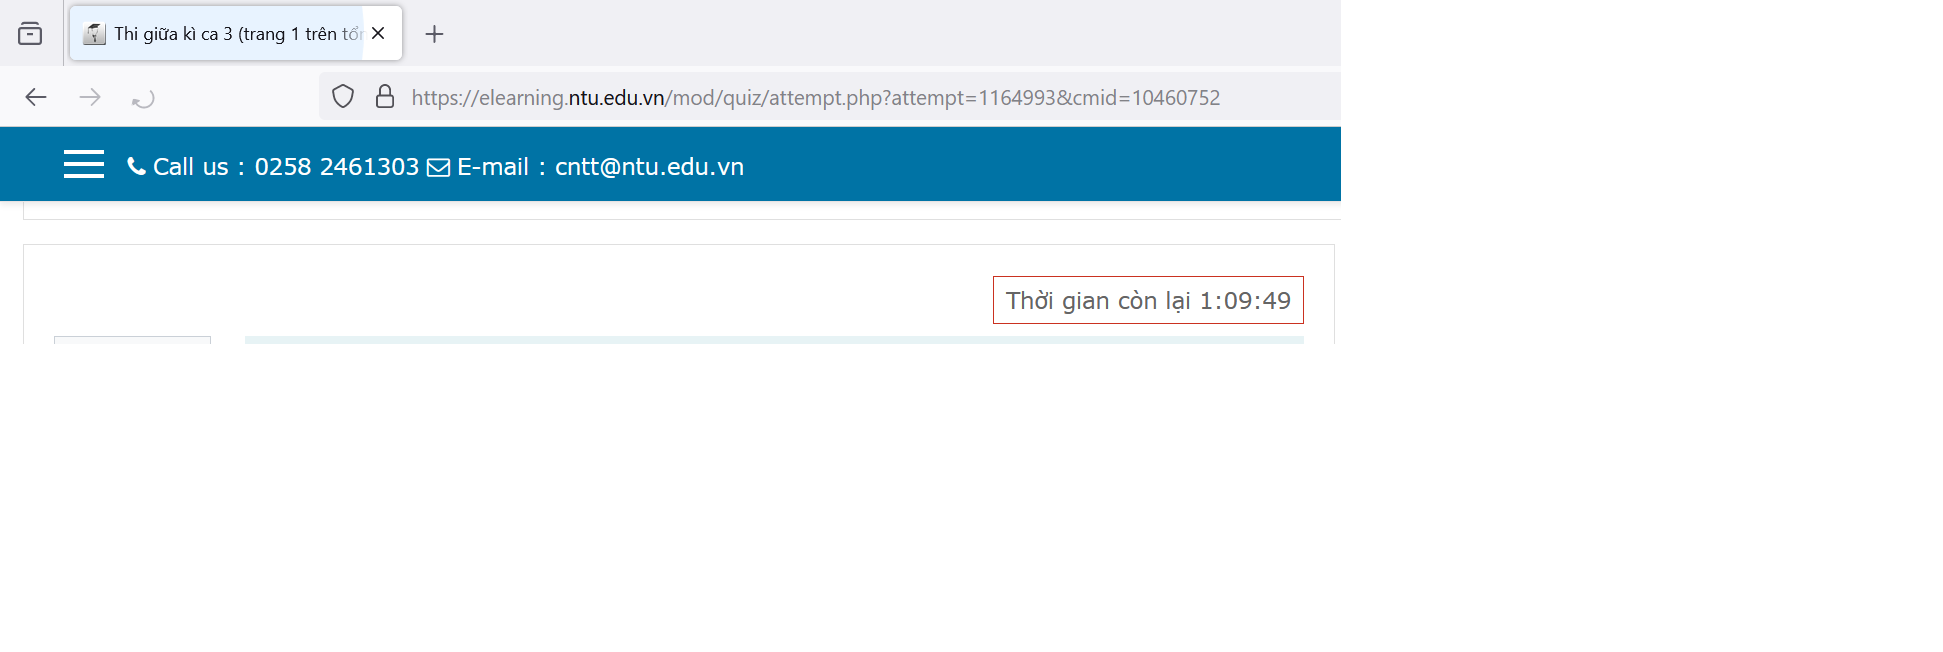 Thi giữa kì ca 3 (trang 1 trên
https://elearning.ntu.edu.vn/mod/quiz/attempt.php?attempt=1164993&cmid=10460752
Call us : 0258 2461303 E-mail : cntt@ntu.edu.vn
Thời gian còn lại 1:09:49